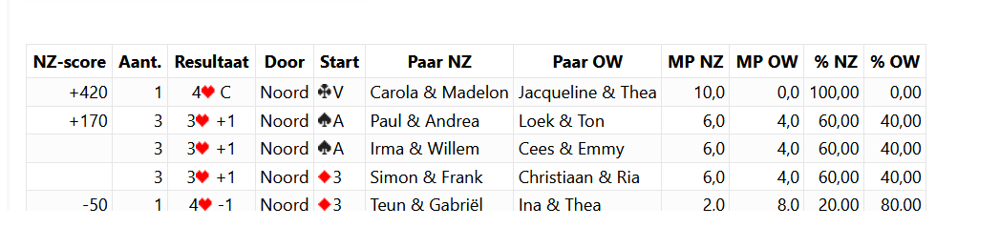 NZ-score Aant. Resultaat Door Start Paar NZ Paar OW MP NZ MP OW % NZ % OW
+420 1 4♥ C Noord ♣V Carola & Madelon Jacqueline & Thea 10,0 0,0 100,00 0,00
+170 3 3♥ +1 Noord ♠A Paul & Andrea Loek & Ton 6,0 4,0 60,00 40,00
3 3♥ +1 Noord ♠A Irma & Willem Cees & Emmy 6,0 4,0 60,00 40,00
3 3♥ +1 Noord ♦3 Simon & Frank Christiaan & Ria 6,0 4,0 60,00 40,00
-50 1 4♥ -1 Noord ♦3 Teun & Gabriël Ina & Thea 2,0 8,0 20,00 80,00